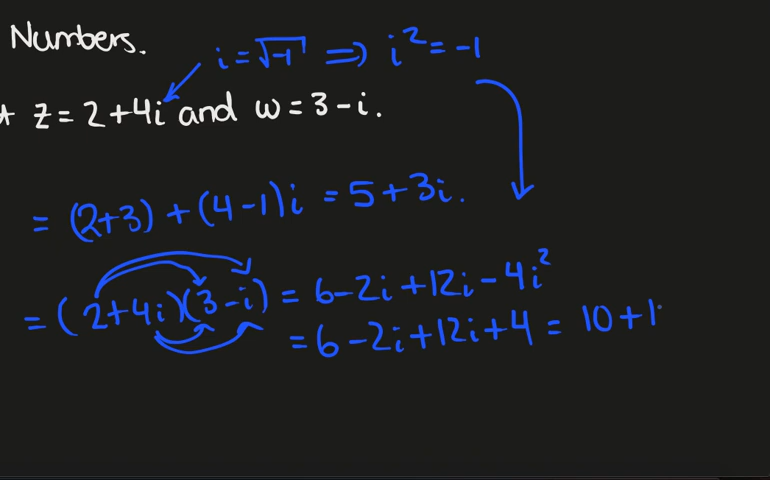 Numbers.
i = √-1 ⟹ i² = -1
z = 2+4i and w = 3-i.
= (2+3) + (4-1)i = 5+3i.
= (2+4i)(3-i) = 6-2i+12i-4i²
= 6-2i+12i+4 = 10+1